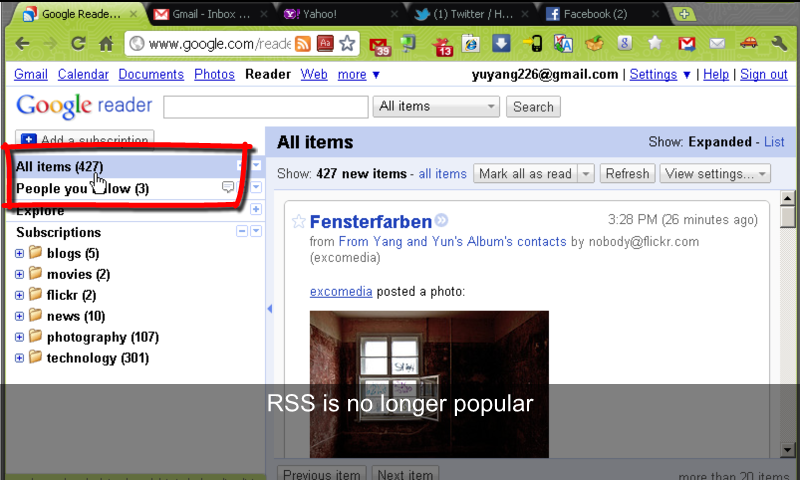 Google Reade...
Gmail - Inbox
Yahoo!
(1) Twitter / H...
Facebook (2)
www.google.com/reade
39
13
Gmail Calendar Documents Photos Reader Web more ▼
yuyang226@gmail.com | Settings ▼ | Help | Sign out
Google reader
All items
Search
Add a subscription
All items (427)
People you follow (3)
Explore
Subscriptions
blogs (5)
movies (2)
flickr (2)
news (10)
photography (107)
technology (301)
All items
Show: Expanded - List
Show: 427 new items - all items
Mark all as read
Refresh
View settings...
Fensterfarben
3:28 PM (26 minutes ago)
from From Yang and Yun's Album's contacts by nobody@flickr.com
(excomedia)
excomedia posted a photo:
RSS is no longer popular
Previous item
Next item
more than 20 items